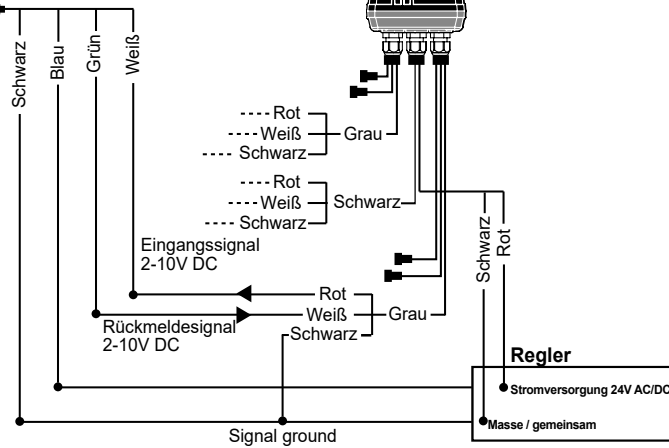 Schwarz
Blau
Grün
Weiß
Rot
Weiß
Grau
Schwarz
Rot
Weiß
Schwarz
Schwarz
Eingangssignal
2-10V DC
Schwarz
Rot
Rot
Weiß
Grau
Schwarz
Rückmeldesignal
2-10V DC
Regler
Stromversorgung 24V AC/DC
Masse / gemeinsam
Signal ground